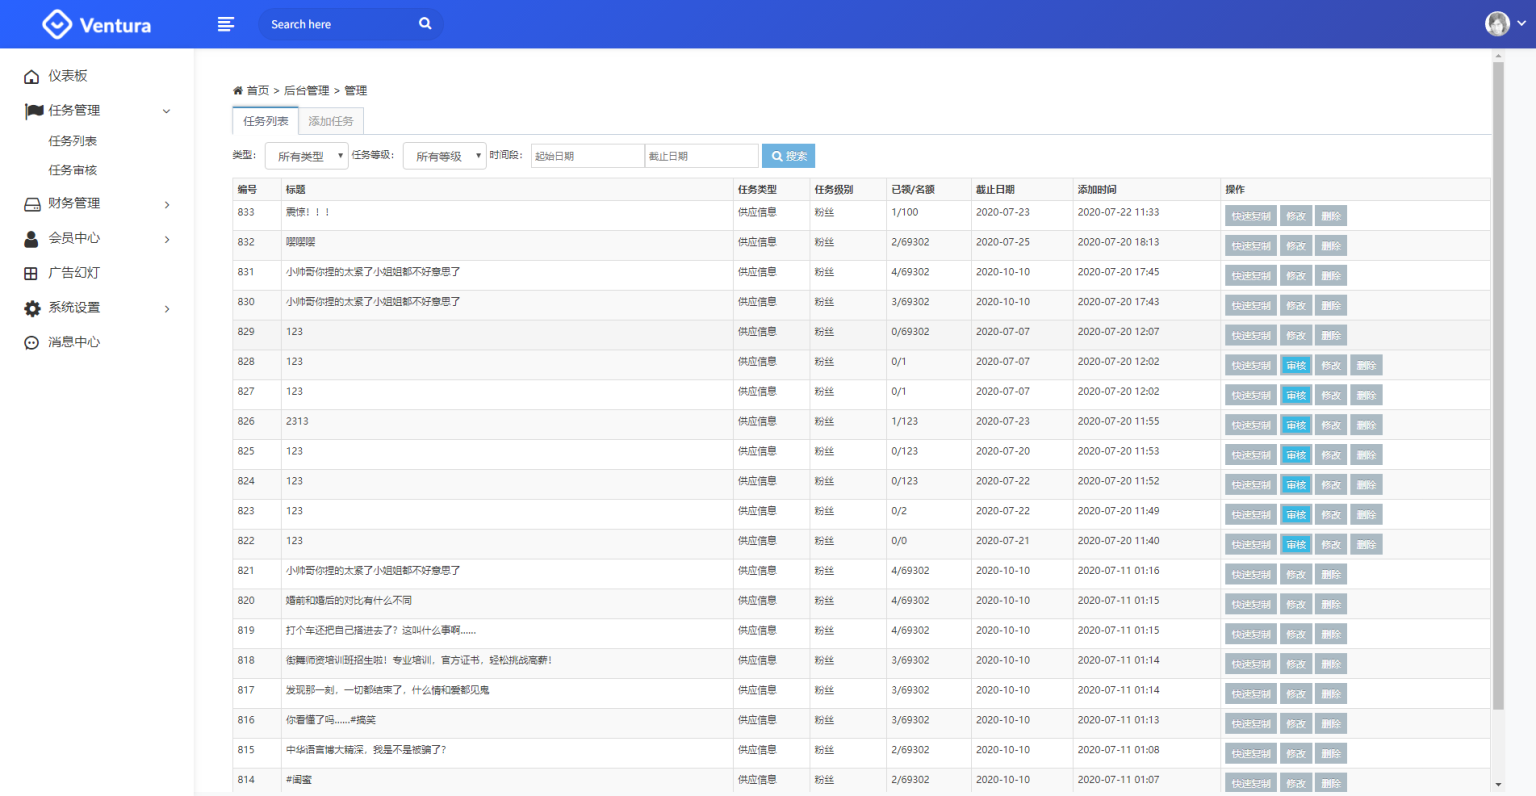 Ventura
Search here
仪表板
任务管理
任务列表
任务审核
财务管理
会员中心
广告幻灯
系统设置
消息中心
首页 > 后台管理 > 管理
任务列表 添加任务
类型: 所有类型 任务等级: 所有等级 时间段: 起始日期 截止日期 搜索
编号 标题 任务类型 任务级别 已领/名额 截止日期 添加时间 操作
833 震惊！！！ 供应信息 粉丝 1/100 2020-07-23 2020-07-22 11:33 快速复制 修改 删除
832 嘤嘤嘤 供应信息 粉丝 2/69302 2020-07-25 2020-07-20 18:13 快速复制 修改 删除
831 小帅哥你捏的太紧了小姐姐都不好意思了 供应信息 粉丝 4/69302 2020-10-10 2020-07-20 17:45 快速复制 修改 删除
830 小帅哥你捏的太紧了小姐姐都不好意思了 供应信息 粉丝 3/69302 2020-10-10 2020-07-20 17:43 快速复制 修改 删除
829 123 供应信息 粉丝 0/69302 2020-07-07 2020-07-20 12:07 快速复制 修改 删除
828 123 供应信息 粉丝 0/1 2020-07-07 2020-07-20 12:02 快速复制 审核 修改 删除
827 123 供应信息 粉丝 0/1 2020-07-07 2020-07-20 12:02 快速复制 审核 修改 删除
826 2313 供应信息 粉丝 1/123 2020-07-23 2020-07-20 11:55 快速复制 审核 修改 删除
825 123 供应信息 粉丝 0/123 2020-07-20 2020-07-20 11:53 快速复制 审核 修改 删除
824 123 供应信息 粉丝 0/123 2020-07-22 2020-07-20 11:52 快速复制 审核 修改 删除
823 123 供应信息 粉丝 0/2 2020-07-22 2020-07-20 11:49 快速复制 审核 修改 删除
822 123 供应信息 粉丝 0/0 2020-07-21 2020-07-20 11:40 快速复制 审核 修改 删除
821 小帅哥你捏的太紧了小姐姐都不好意思了 供应信息 粉丝 4/69302 2020-10-10 2020-07-11 01:16 快速复制 修改 删除
820 婚前和婚后的对比有什么不同 供应信息 粉丝 4/69302 2020-10-10 2020-07-11 01:15 快速复制 修改 删除
819 打个车还把自己搭进去了？这叫什么事啊...... 供应信息 粉丝 4/69302 2020-10-10 2020-07-11 01:15 快速复制 修改 删除
818 街舞师资培训班招生啦！专业培训，官方证书，轻松挑战高薪！ 供应信息 粉丝 3/69302 2020-10-10 2020-07-11 01:14 快速复制 修改 删除
817 发现那一刻，一切都结束了，什么情和爱都见鬼 供应信息 粉丝 3/69302 2020-10-10 2020-07-11 01:14 快速复制 修改 删除
816 你看懂了吗......#搞笑 供应信息 粉丝 3/69302 2020-10-10 2020-07-11 01:13 快速复制 修改 删除
815 中华语言博大精深，我是不是被骗了？ 供应信息 粉丝 2/69302 2020-10-10 2020-07-11 01:08 快速复制 修改 删除
814 #闺蜜 供应信息 粉丝 2/69302 2020-10-10 2020-07-11 01:07 快速复制 修改 删除